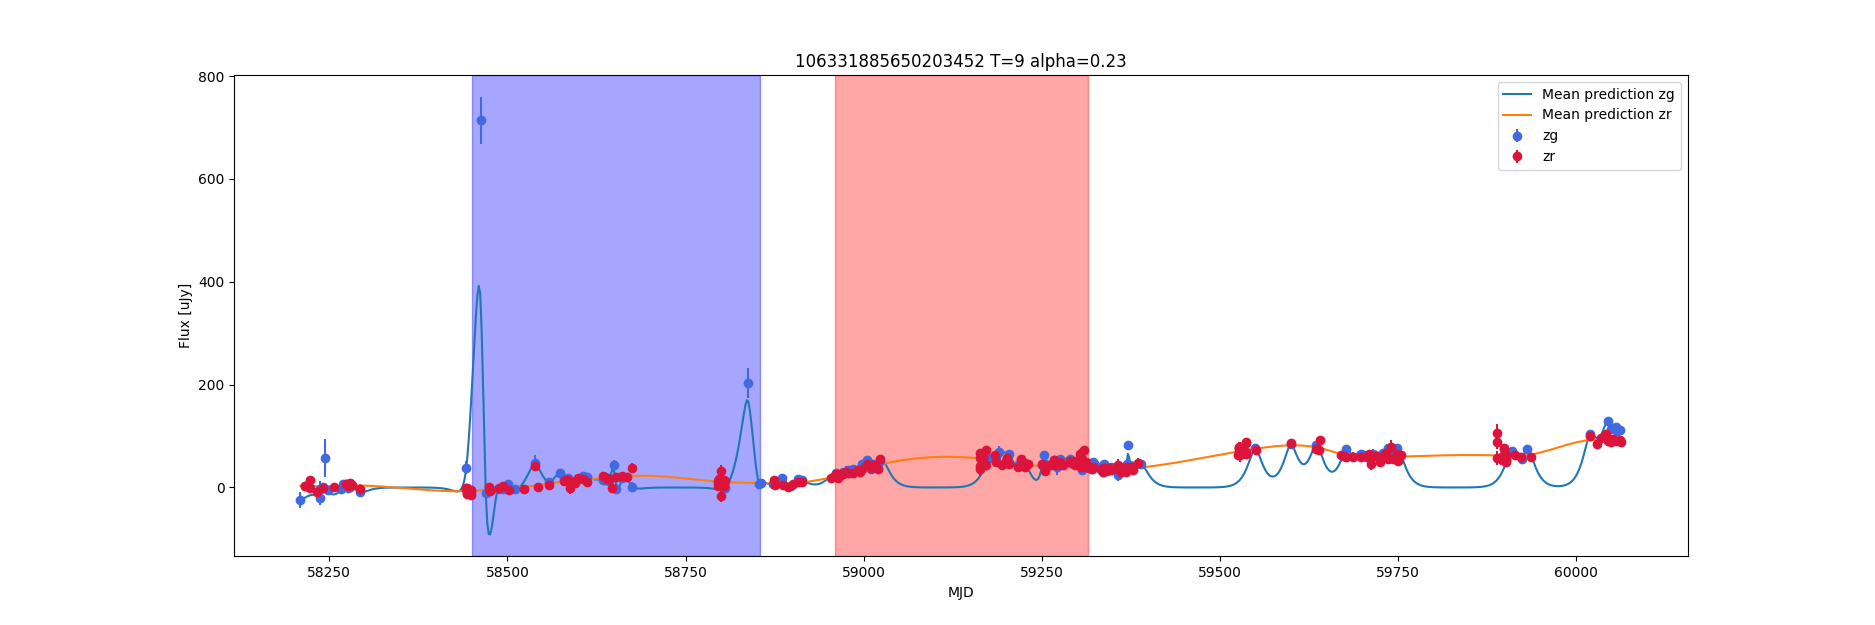 106331885650203452 T=9 alpha=0.23
800
600
400
200
0
Flux [uJy]
58250 58500 58750 59000 59250 59500 59750 60000
MJD
Mean prediction zg
Mean prediction zr
zg
zr